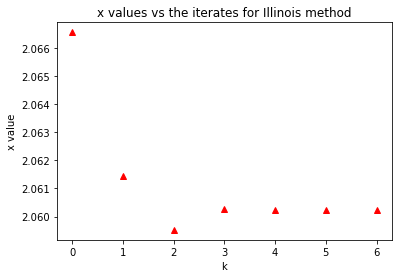 x values vs the iterates for Illinois method
2.066
2.065
2.064
2.063
2.062
2.061
2.060
x value
0 1 2 3 4 5 6
k